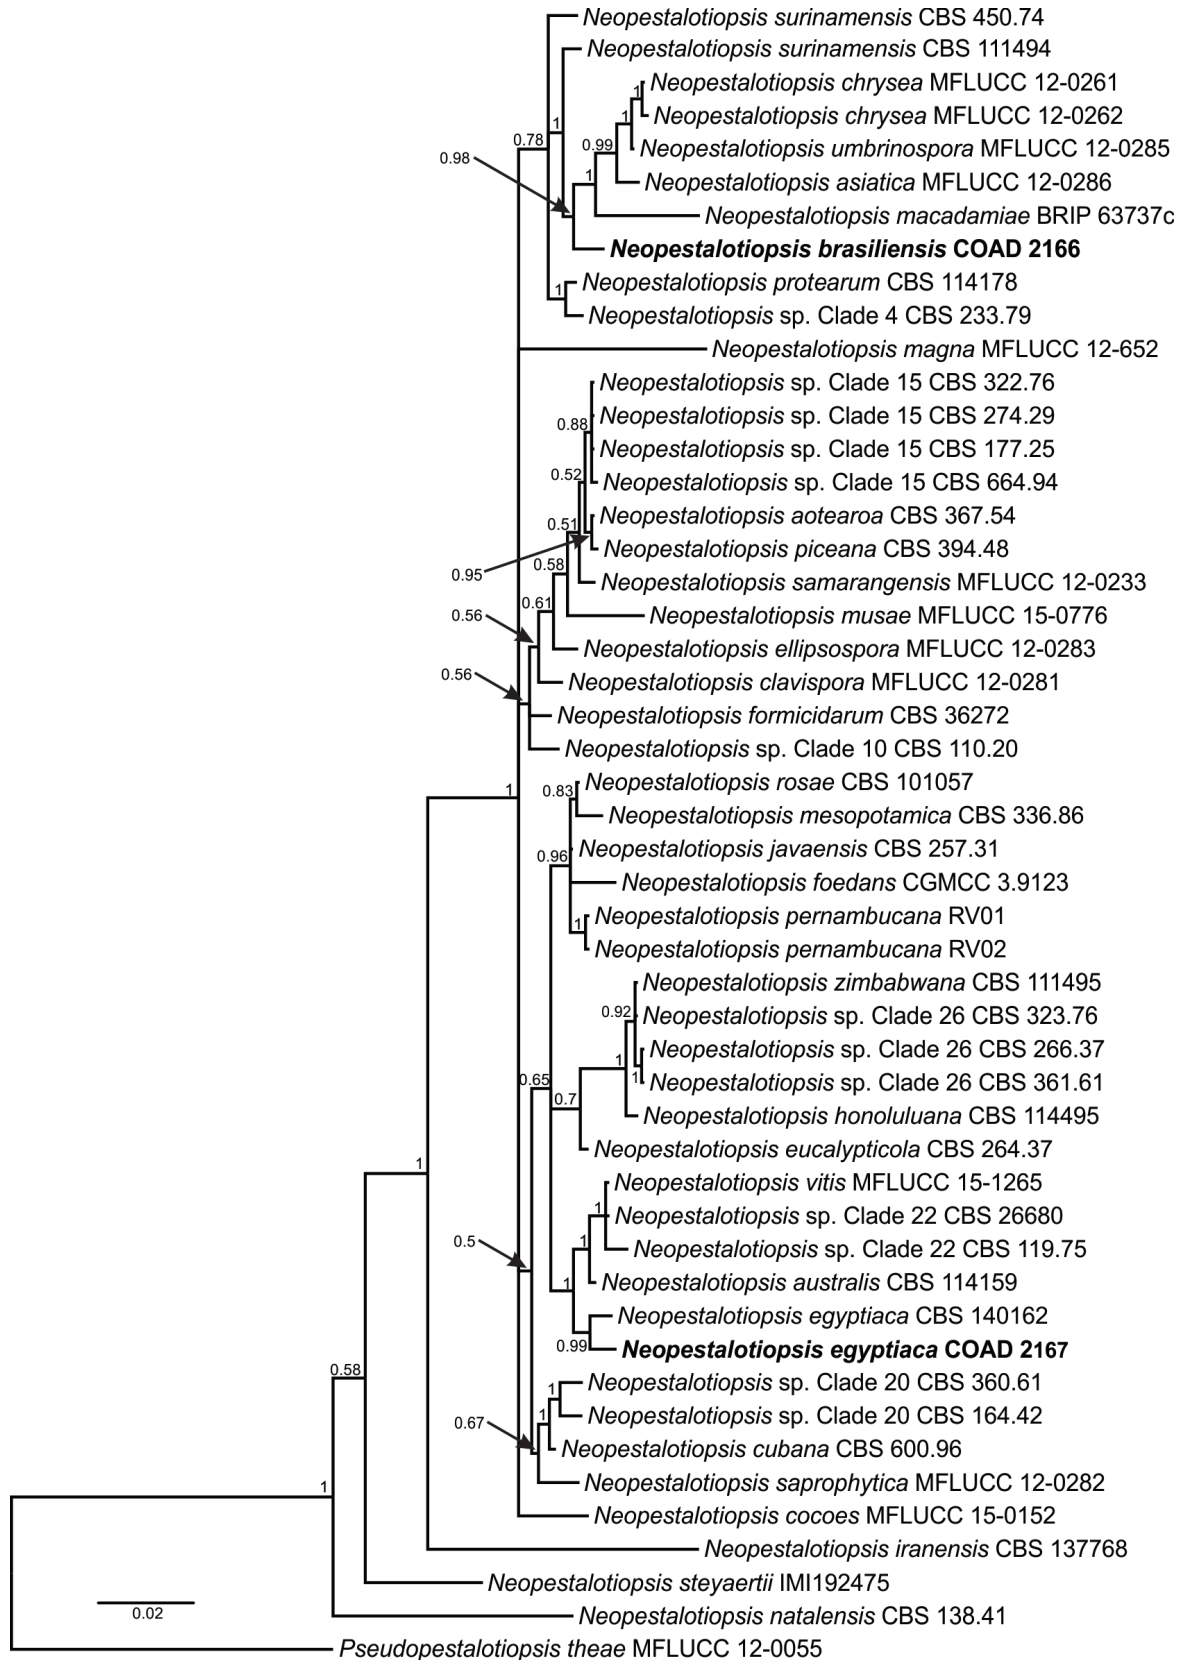 Neopestalotiopsis surinamensis CBS 450.74
Neopestalotiopsis surinamensis CBS 111494
Neopestalotiopsis chrysea MFLUCC 12-0261
1
Neopestalotiopsis chrysea MFLUCC 12-0262
1
1
0.78
0.99
Neopestalotiopsis umbrinospora MFLUCC 12-0285
0.98
1
Neopestalotiopsis asiatica MFLUCC 12-0286
Neopestalotiopsis macadamiae BRIP 63737c
Neopestalotiopsis brasiliensis COAD 2166
Neopestalotiopsis protearum CBS 114178
1
Neopestalotiopsis sp. Clade 4 CBS 233.79
Neopestalotiopsis magna MFLUCC 12-652
Neopestalotiopsis sp. Clade 15 CBS 322.76
Neopestalotiopsis sp. Clade 15 CBS 274.29
0.88
Neopestalotiopsis sp. Clade 15 CBS 177.25
0.52
Neopestalotiopsis sp. Clade 15 CBS 664.94
Neopestalotiopsis aotearoa CBS 367.54
0.51
Neopestalotiopsis piceana CBS 394.48
0.58
0.95
Neopestalotiopsis samarangensis MFLUCC 12-0233
0.61
0.56
Neopestalotiopsis musae MFLUCC 15-0776
Neopestalotiopsis ellipsospora MFLUCC 12-0283
0.56
Neopestalotiopsis clavispora MFLUCC 12-0281
Neopestalotiopsis formicidarum CBS 36272
Neopestalotiopsis sp. Clade 10 CBS 110.20
Neopestalotiopsis rosae CBS 101057
1
0.83
Neopestalotiopsis mesopotamica CBS 336.86
Neopestalotiopsis javaensis CBS 257.31
0.96
Neopestalotiopsis foedans CGMCC 3.9123
Neopestalotiopsis pernambucana RV01
1
Neopestalotiopsis pernambucana RV02
Neopestalotiopsis zimbabwana CBS 111495
0.92
Neopestalotiopsis sp. Clade 26 CBS 323.76
Neopestalotiopsis sp. Clade 26 CBS 266.37
1
1
0.65
Neopestalotiopsis sp. Clade 26 CBS 361.61
0.7
Neopestalotiopsis honoluluana CBS 114495
Neopestalotiopsis eucalypticola CBS 264.37
1
Neopestalotiopsis vitis MFLUCC 15-1265
1
Neopestalotiopsis sp. Clade 22 CBS 26680
0.5
1
Neopestalotiopsis sp. Clade 22 CBS 119.75
1
Neopestalotiopsis australis CBS 114159
Neopestalotiopsis egyptiaca CBS 140162
0.99
Neopestalotiopsis egyptiaca COAD 2167
0.58
Neopestalotiopsis sp. Clade 20 CBS 360.61
1
Neopestalotiopsis sp. Clade 20 CBS 164.42
1
0.67
Neopestalotiopsis cubana CBS 600.96
1
Neopestalotiopsis saprophytica MFLUCC 12-0282
Neopestalotiopsis cocoes MFLUCC 15-0152
Neopestalotiopsis iranensis CBS 137768
Neopestalotiopsis steyaertii IMI192475
0.02
Neopestalotiopsis natalensis CBS 138.41
Pseudopestalotiopsis theae MFLUCC 12-0055